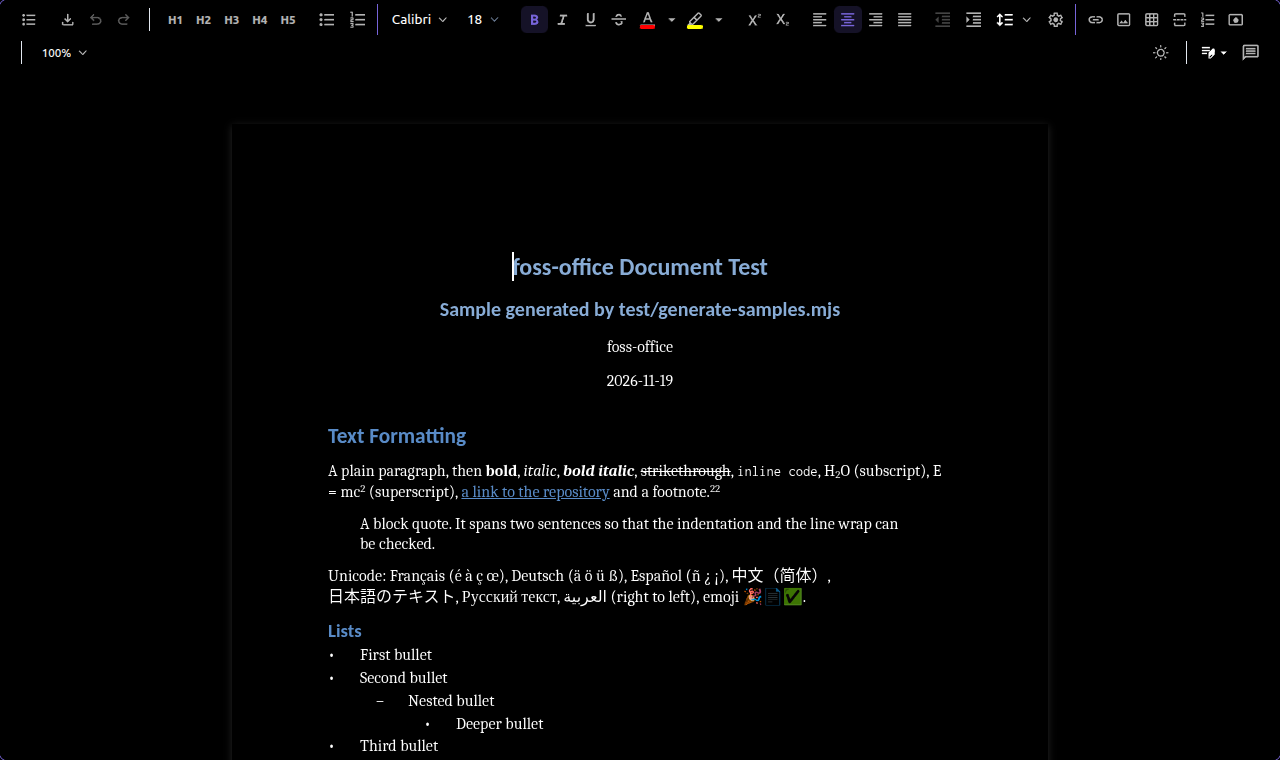 H1 H2 H3 H4 H5 Calibri 18 B I U S A X² X₂
100%
foss-office Document Test
Sample generated by test/generate-samples.mjs
foss-office
2026-11-19
Text Formatting
A plain paragraph, then bold, italic, bold italic, strikethrough, inline code, H₂O (subscript), E
= mc² (superscript), a link to the repository and a footnote.²²
A block quote. It spans two sentences so that the indentation and the line wrap can
be checked.
Unicode: Français (é à ç œ), Deutsch (ä ö ü ß), Español (ñ ¿ ¡), 中文（简体）,
日本語のテキスト, Русский текст, العربية (right to left), emoji 🎉📄✅.
Lists
• First bullet
• Second bullet
– Nested bullet
• Deeper bullet
• Third bullet